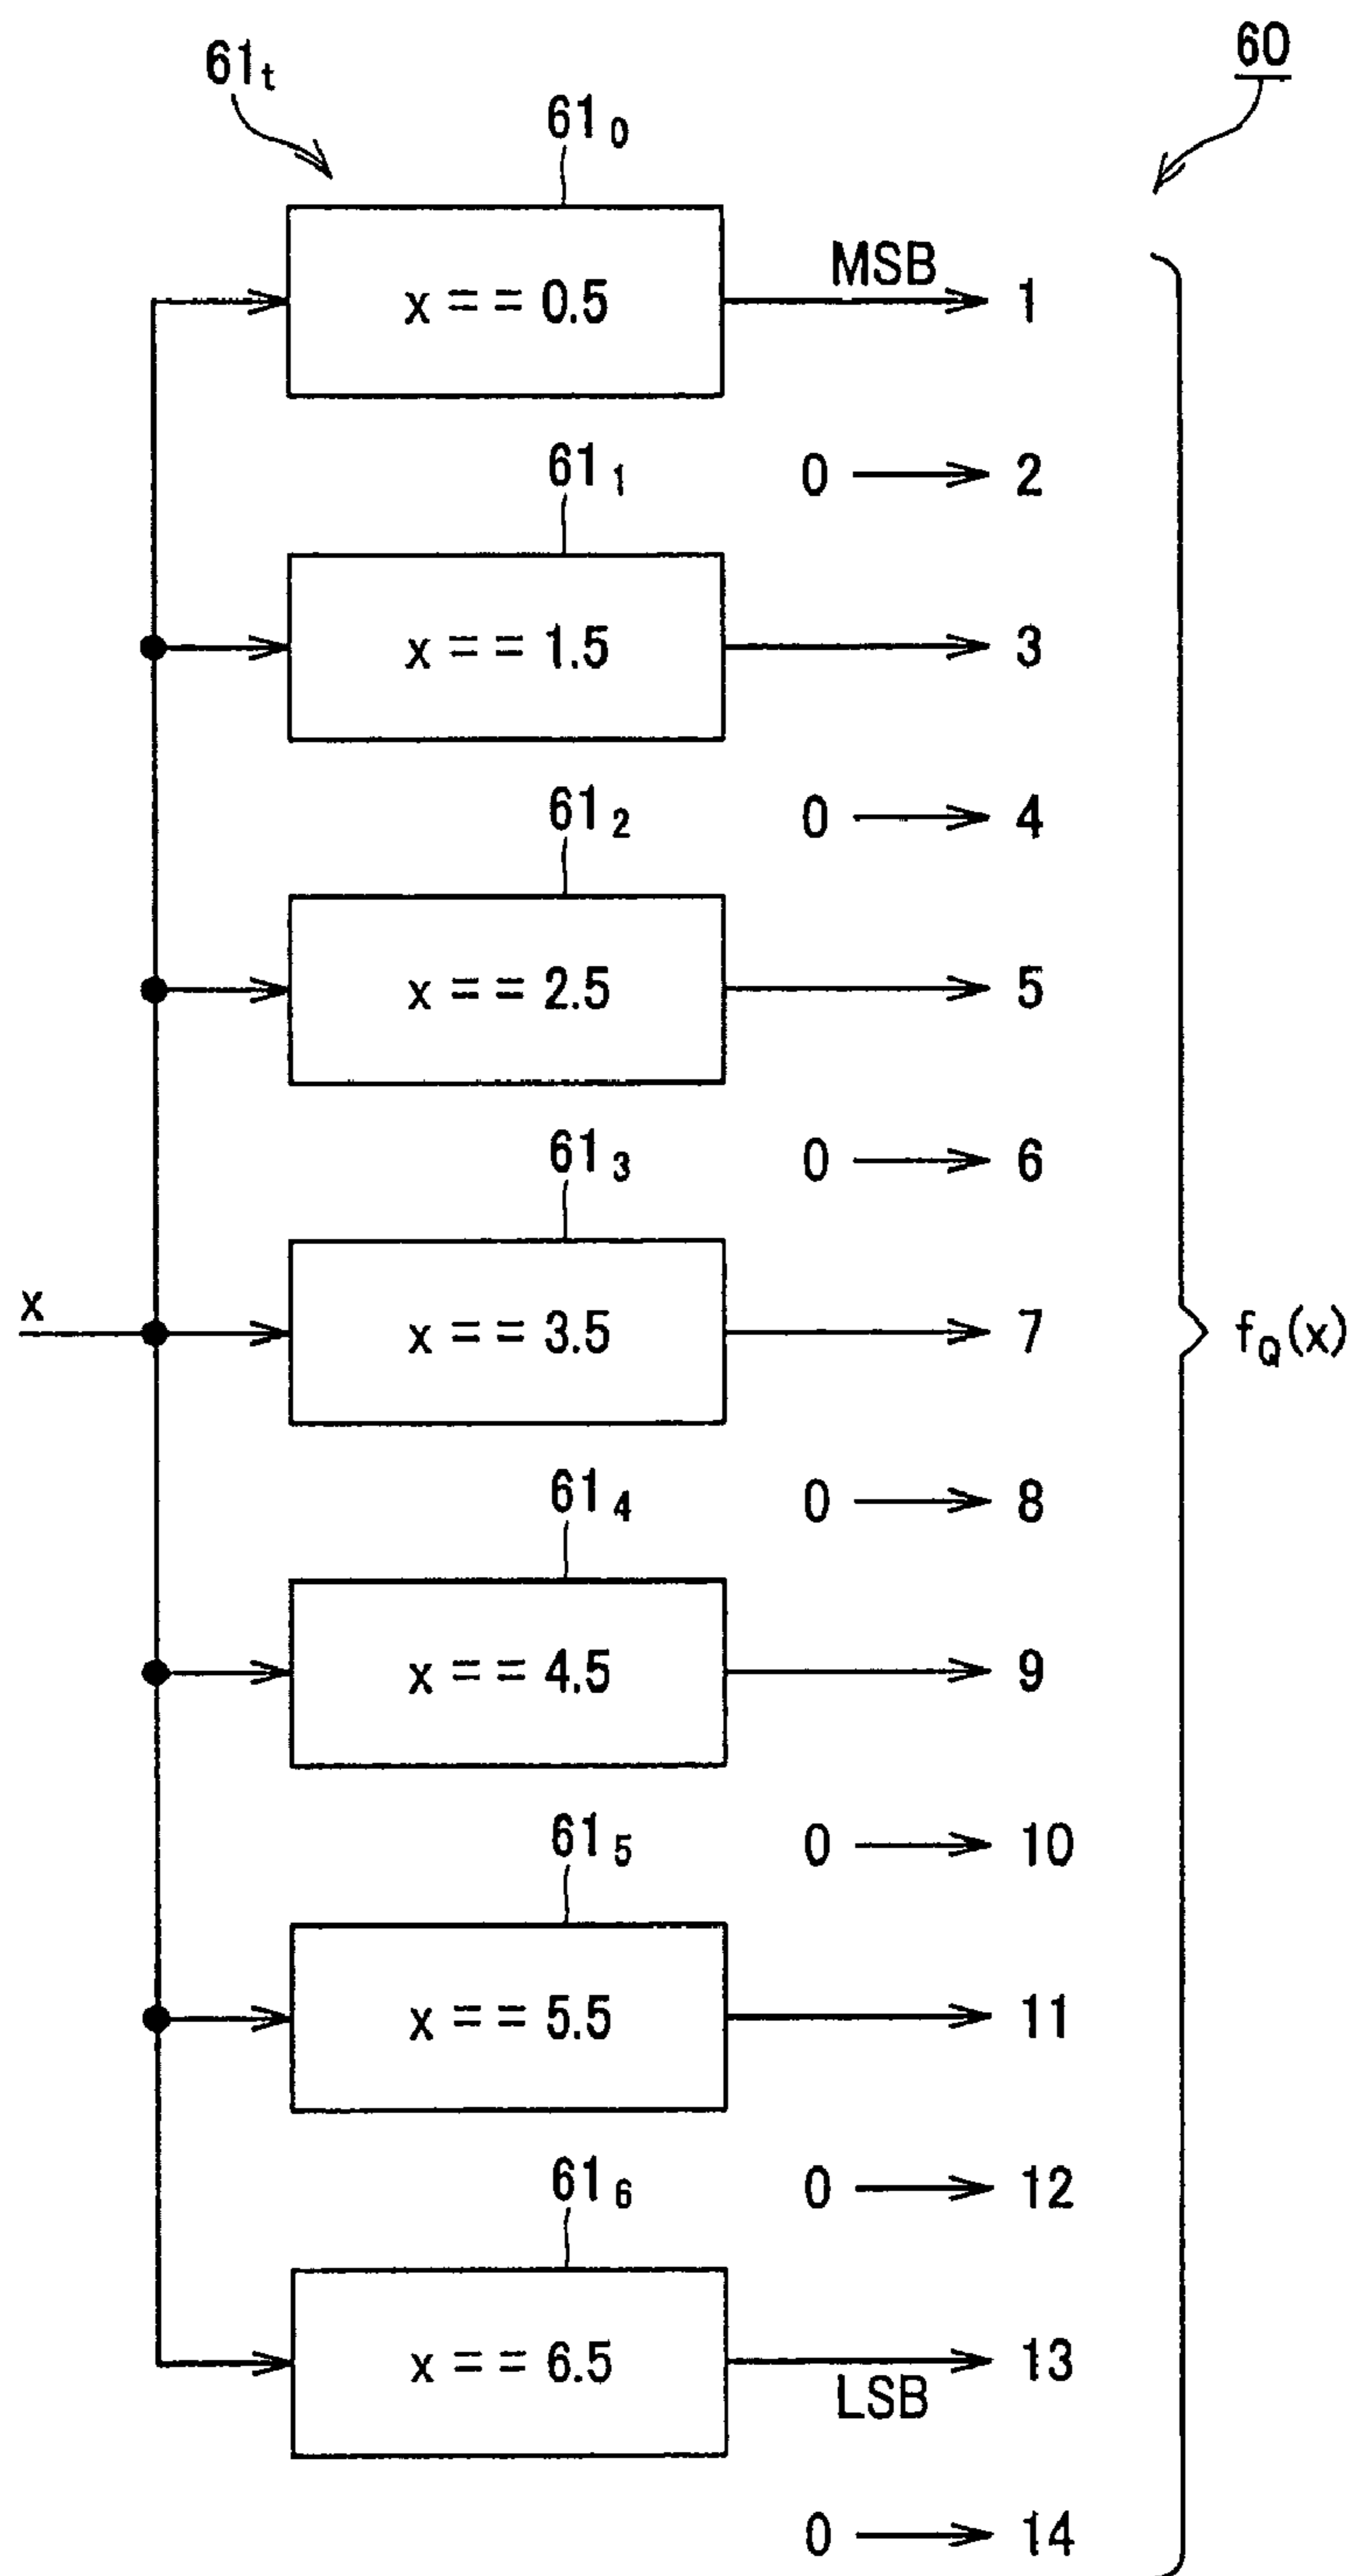 60
61t
610
MSB
x = = 0.5
1
611
0
2
x = = 1.5
3
612
0
4
x = = 2.5
5
613
0
6
x
x = = 3.5
7
fQ(x)
614
0
8
x = = 4.5
9
615
0
10
x = = 5.5
11
616
0
12
x = = 6.5
13
LSB
0
14